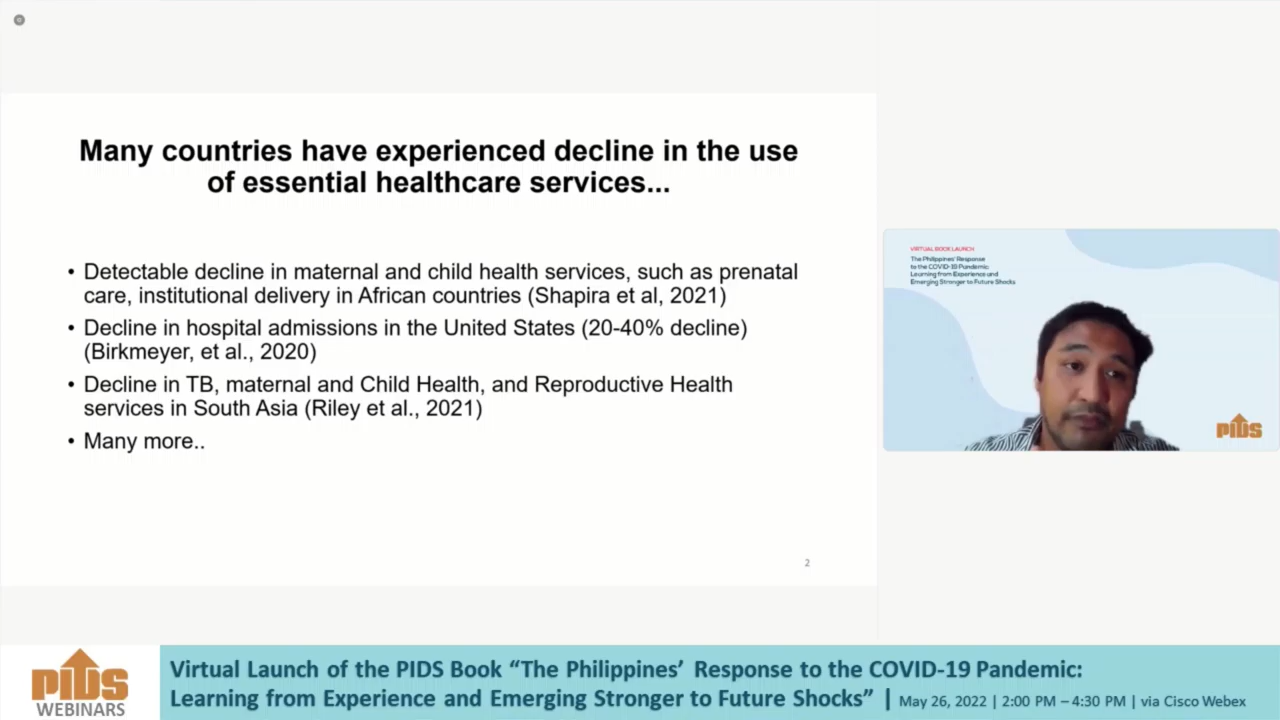 Many countries have experienced decline in the use
of essential healthcare services...
• Detectable decline in maternal and child health services, such as prenatal
care, institutional delivery in African countries (Shapira et al, 2021)
• Decline in hospital admissions in the United States (20-40% decline)
(Birkmeyer, et al., 2020)
• Decline in TB, maternal and Child Health, and Reproductive Health
services in South Asia (Riley et al., 2021)
• Many more..
2
VIRTUAL BOOK LAUNCH
The Philippines' Response
to the COVID-19 Pandemic:
Learning from Experience and
Emerging Stronger to Future Shocks
PIDS
PIDS
WEBINARS
Virtual Launch of the PIDS Book “The Philippines’ Response to the COVID-19 Pandemic:
Learning from Experience and Emerging Stronger to Future Shocks” | May 26, 2022 | 2:00 PM – 4:30 PM | via Cisco Webex